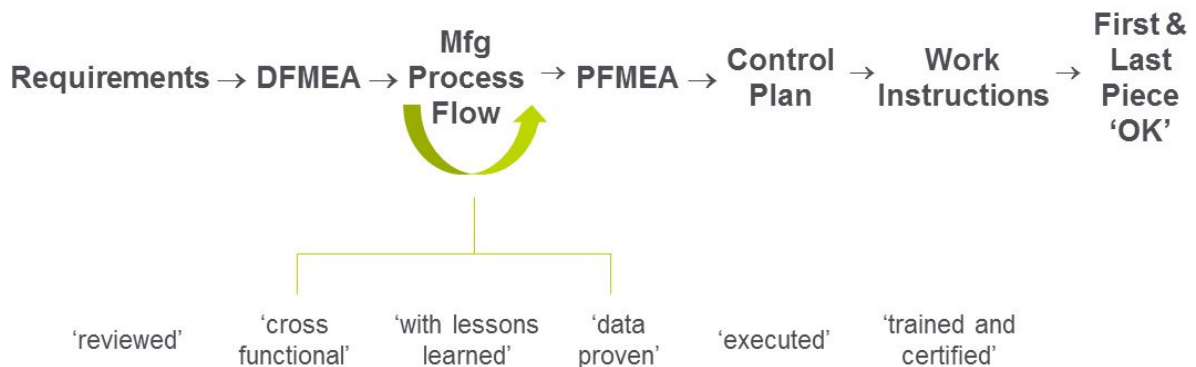 Requirements → DFMEA → Mfg Process Flow → PFMEA → Control Plan → Work Instructions → First & Last Piece ‘OK’
‘reviewed’
‘cross functional’
‘with lessons learned’
‘data proven’
‘executed’
‘trained and certified’